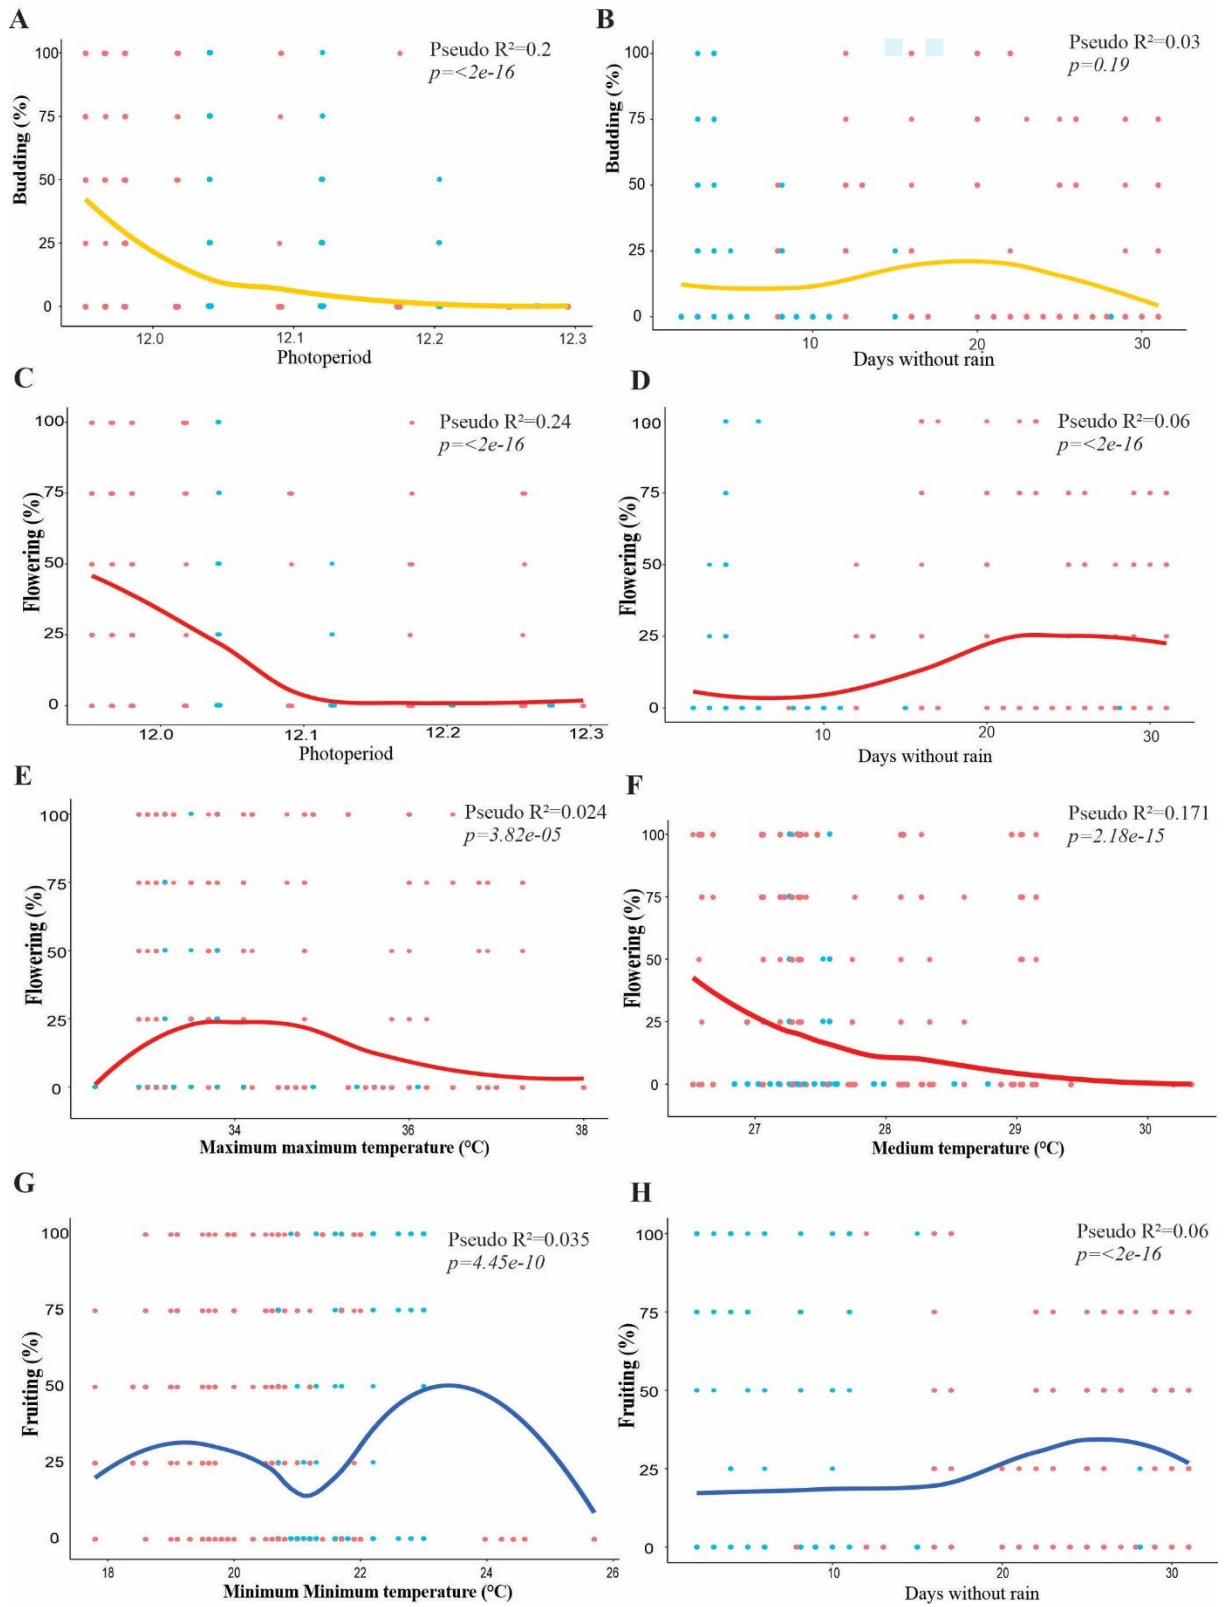 A
Pseudo R²=0.2
p=<2e-16
Budding (%)
100
75
50
25
0
12.0 12.1 12.2 12.3
Photoperiod
B
Pseudo R²=0.03
p=0.19
Budding (%)
100
75
50
25
0
10 20 30
Days without rain
C
Pseudo R²=0.24
p=<2e-16
Flowering (%)
100
75
50
25
0
12.0 12.1 12.2 12.3
Photoperiod
D
Pseudo R²=0.06
p=<2e-16
Flowering (%)
100
75
50
25
0
10 20 30
Days without rain
E
Pseudo R²=0.024
p=3.82e-05
Flowering (%)
100
75
50
25
0
34 36 38
Maximum maximum temperature (°C)
F
Pseudo R²=0.171
p=2.18e-15
Flowering (%)
100
75
50
25
0
27 28 29 30
Medium temperature (°C)
G
Pseudo R²=0.035
p=4.45e-10
Fruiting (%)
100
75
50
25
0
18 20 22 24 26
Minimum Minimum temperature (°C)
H
Pseudo R²=0.06
p=<2e-16
Fruiting (%)
100
75
50
25
0
10 20 30
Days without rain